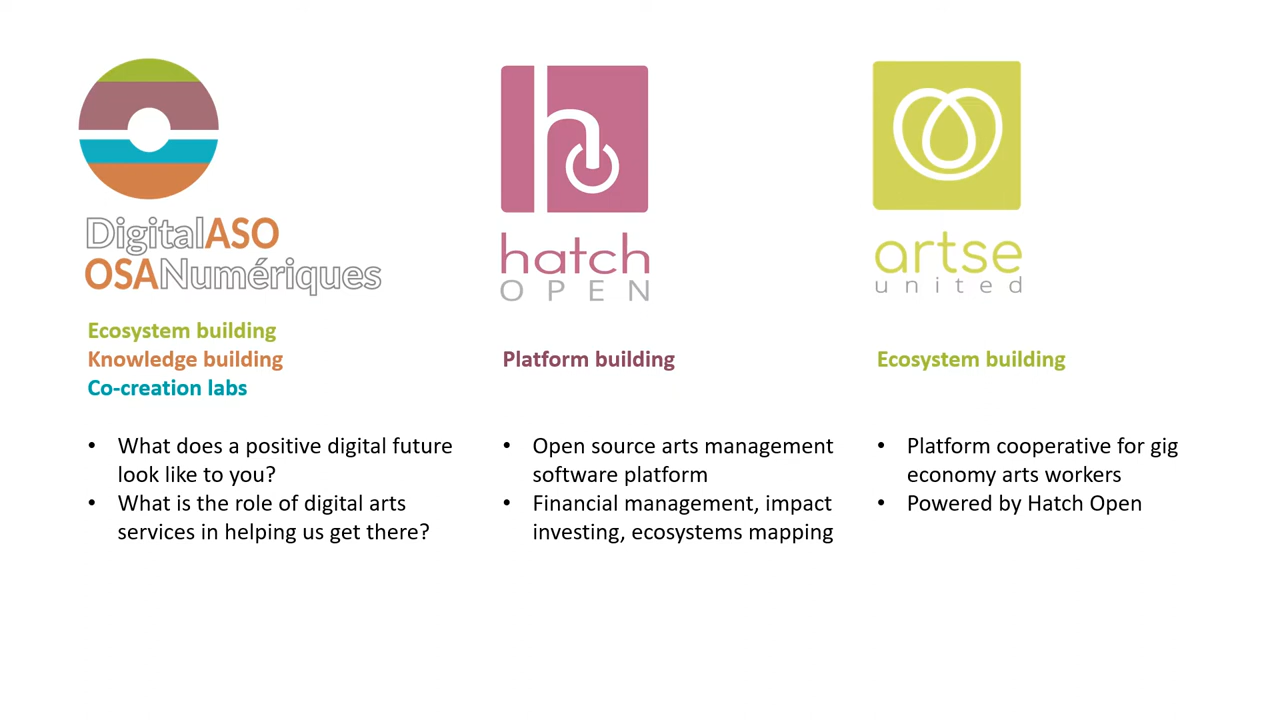 DigitalASO
OSANumériques
Ecosystem building
Knowledge building
Co-creation labs
• What does a positive digital future
look like to you?
• What is the role of digital arts
services in helping us get there?
h
hatch
OPEN
Platform building
• Open source arts management
software platform
• Financial management, impact
investing, ecosystems mapping
artse
united
Ecosystem building
• Platform cooperative for gig
economy arts workers
• Powered by Hatch Open